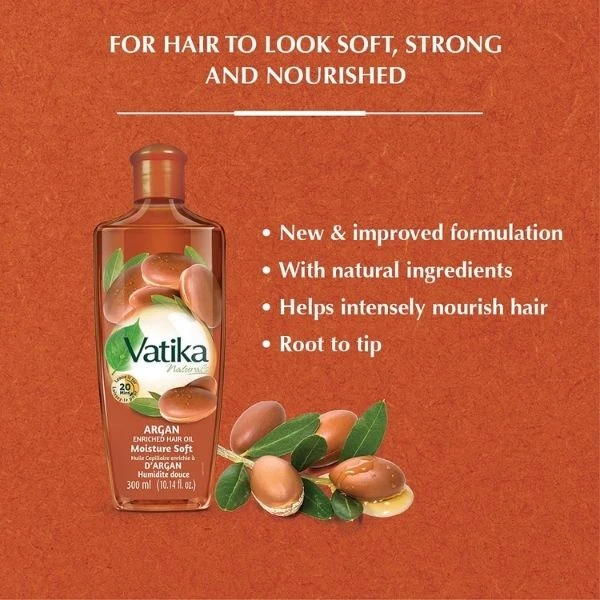 FOR HAIR TO LOOK SOFT, STRONG
AND NOURISHED
• New & improved formulation
• With natural ingredients
• Helps intensely nourish hair
• Root to tip
Vatika
Naturals
20
ARGAN
ENRICHED HAIR OIL
Moisture Soft
Huile Capillaire enrichie à
D'ARGAN
Humidite douce
300 ml (10.14 fl. oz.)